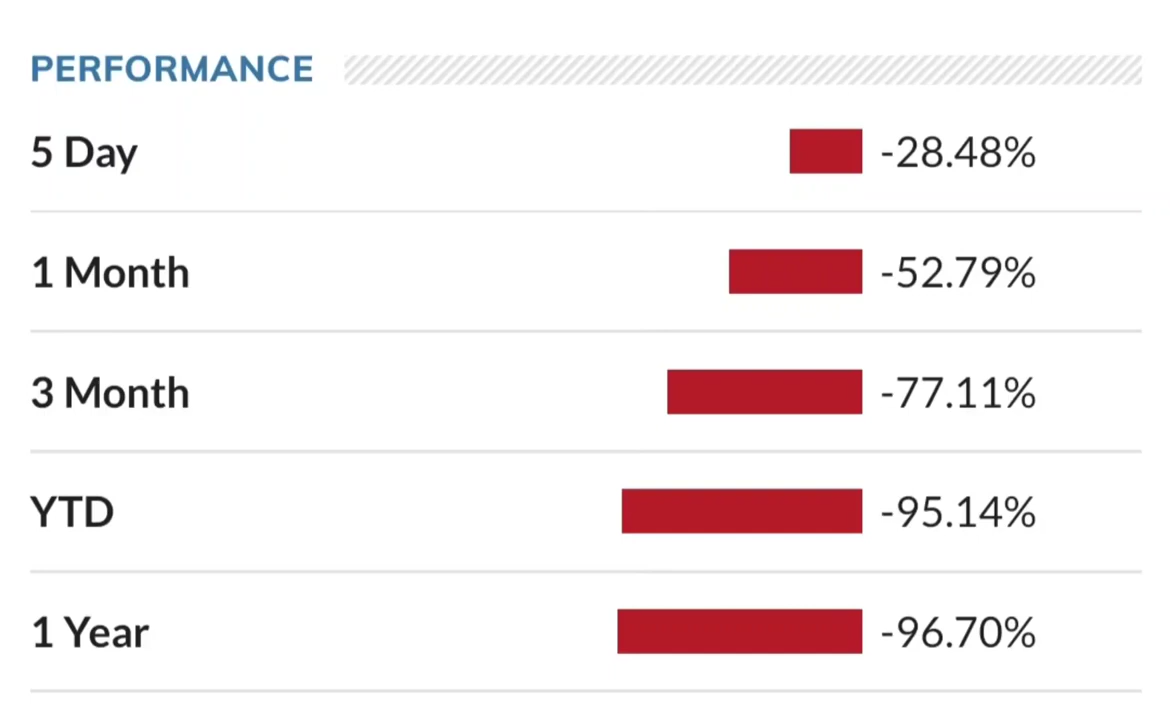 PERFORMANCE
5 Day -28.48%
1 Month -52.79%
3 Month -77.11%
YTD -95.14%
1 Year -96.70%